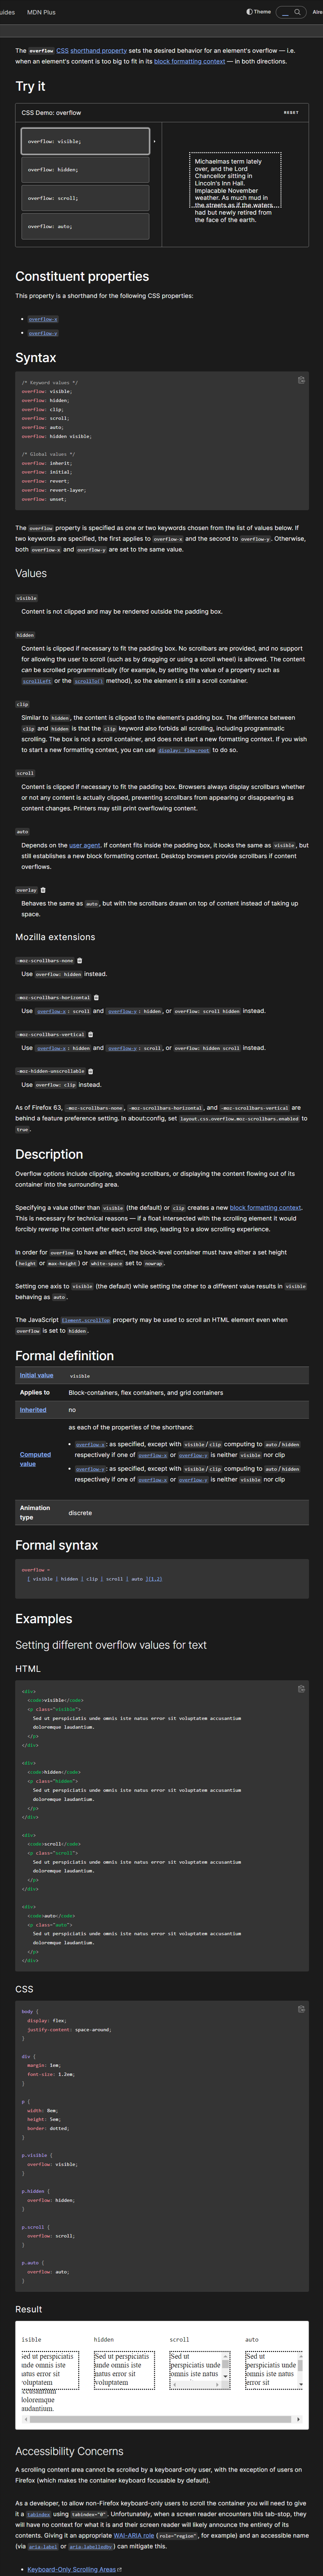 uides MDN Plus Theme Alre
The overflow CSS shorthand property sets the desired behavior for an element's overflow — i.e.
when an element's content is too big to fit in its block formatting context — in both directions.
Try it
CSS Demo: overflow RESET
overflow: visible;
overflow: hidden;
overflow: scroll;
overflow: auto;
Michaelmas term lately
over, and the Lord
Chancellor sitting in
Lincoln's Inn Hall.
Implacable November
weather. As much mud in
the streets as if the waters
had but newly retired from
the face of the earth.
Constituent properties
This property is a shorthand for the following CSS properties:
• overflow-x
• overflow-y
Syntax
/* Keyword values */
overflow: visible;
overflow: hidden;
overflow: clip;
overflow: scroll;
overflow: auto;
overflow: hidden visible;
/* Global values */
overflow: inherit;
overflow: initial;
overflow: revert;
overflow: revert-layer;
overflow: unset;
The overflow property is specified as one or two keywords chosen from the list of values below. If
two keywords are specified, the first applies to overflow-x and the second to overflow-y. Otherwise,
both overflow-x and overflow-y are set to the same value.
Values
visible
Content is not clipped and may be rendered outside the padding box.
hidden
Content is clipped if necessary to fit the padding box. No scrollbars are provided, and no support
for allowing the user to scroll (such as by dragging or using a scroll wheel) is allowed. The content
can be scrolled programmatically (for example, by setting the value of a property such as
scrollLeft or the scrollTo() method), so the element is still a scroll container.
clip
Similar to hidden, the content is clipped to the element's padding box. The difference between
clip and hidden is that the clip keyword also forbids all scrolling, including programmatic
scrolling. The box is not a scroll container, and does not start a new formatting context. If you wish
to start a new formatting context, you can use display: flow-root to do so.
scroll
Content is clipped if necessary to fit the padding box. Browsers always display scrollbars whether
or not any content is actually clipped, preventing scrollbars from appearing or disappearing as
content changes. Printers may still print overflowing content.
auto
Depends on the user agent. If content fits inside the padding box, it looks the same as visible, but
still establishes a new block formatting context. Desktop browsers provide scrollbars if content
overflows.
overlay
Behaves the same as auto, but with the scrollbars drawn on top of content instead of taking up
space.
Mozilla extensions
-moz-scrollbars-none
Use overflow: hidden instead.
-moz-scrollbars-horizontal
Use overflow-x: scroll and overflow-y: hidden, or overflow: scroll hidden instead.
-moz-scrollbars-vertical
Use overflow-x: hidden and overflow-y: scroll, or overflow: hidden scroll instead.
-moz-hidden-unscrollable
Use overflow: clip instead.
As of Firefox 63, -moz-scrollbars-none, -moz-scrollbars-horizontal, and -moz-scrollbars-vertical are
behind a feature preference setting. In about:config, set layout.css.overflow.moz-scrollbars.enabled to
true.
Description
Overflow options include clipping, showing scrollbars, or displaying the content flowing out of its
container into the surrounding area.
Specifying a value other than visible (the default) or clip creates a new block formatting context.
This is necessary for technical reasons — if a float intersected with the scrolling element it would
forcibly rewrap the content after each scroll step, leading to a slow scrolling experience.
In order for overflow to have an effect, the block-level container must have either a set height
(height or max-height) or white-space set to nowrap.
Setting one axis to visible (the default) while setting the other to a different value results in visible
behaving as auto.
The JavaScript Element.scrollTop property may be used to scroll an HTML element even when
overflow is set to hidden.
Formal definition
Initial value visible
Applies to Block-containers, flex containers, and grid containers
Inherited no
Computed value
as each of the properties of the shorthand:
• overflow-x: as specified, except with visible/clip computing to auto/hidden
respectively if one of overflow-x or overflow-y is neither visible nor clip
• overflow-y: as specified, except with visible/clip computing to auto/hidden
respectively if one of overflow-x or overflow-y is neither visible nor clip
Animation type discrete
Formal syntax
overflow =
[ visible | hidden | clip | scroll | auto ]{1,2}
Examples
Setting different overflow values for text
HTML
<div>
<code>visible</code>
<p class="visible">
Sed ut perspiciatis unde omnis iste natus error sit voluptatem accusantium
doloremque laudantium.
</p>
</div>
<div>
<code>hidden</code>
<p class="hidden">
Sed ut perspiciatis unde omnis iste natus error sit voluptatem accusantium
doloremque laudantium.
</p>
</div>
<div>
<code>scroll</code>
<p class="scroll">
Sed ut perspiciatis unde omnis iste natus error sit voluptatem accusantium
doloremque laudantium.
</p>
</div>
<div>
<code>auto</code>
<p class="auto">
Sed ut perspiciatis unde omnis iste natus error sit voluptatem accusantium
doloremque laudantium.
</p>
</div>
CSS
body {
display: flex;
justify-content: space-around;
}
div {
margin: 1em;
font-size: 1.2em;
}
p {
width: 8em;
height: 5em;
border: dotted;
}
p.visible {
overflow: visible;
}
p.hidden {
overflow: hidden;
}
p.scroll {
overflow: scroll;
}
p.auto {
overflow: auto;
}
Result
isible hidden scroll auto
ed ut perspiciatis
unde omnis iste
natus error sit
voluptatem
accusantium
doloremque
laudantium.
Sed ut perspiciatis
unde omnis iste
natus error sit
voluptatem
Sed ut
perspiciatis unde
omnis iste natus
Sed ut
perspiciatis unde
omnis iste natus
error sit
Accessibility Concerns
A scrolling content area cannot be scrolled by a keyboard-only user, with the exception of users on
Firefox (which makes the container keyboard focusable by default).
As a developer, to allow non-Firefox keyboard-only users to scroll the container you will need to give
it a tabindex using tabindex="0". Unfortunately, when a screen reader encounters this tab-stop, they
will have no context for what it is and their screen reader will likely announce the entirety of its
contents. Giving it an appropriate WAI-ARIA role (role="region", for example) and an accessible name
(via aria-label or aria-labelledby) can mitigate this.
• Keyboard-Only Scrolling Areas